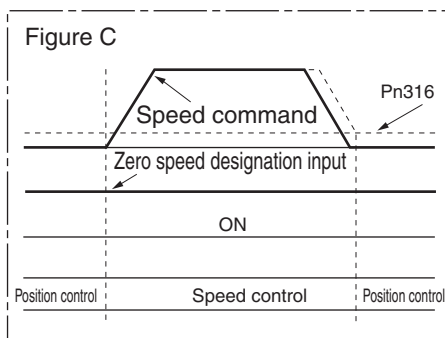 Figure C
Pn316
Speed command
Zero speed designation input
ON
Position control
Speed control
Position control